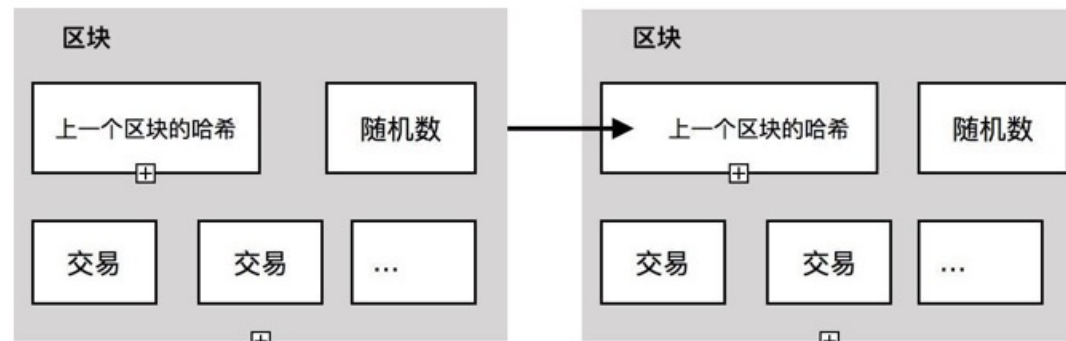 区块
区块
上一个区块的哈希
随机数
上一个区块的哈希
随机数
交易
交易
...
交易
交易
...